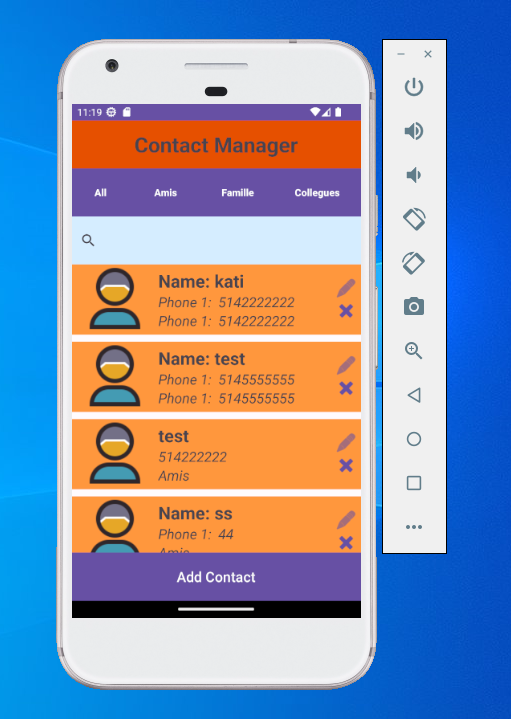 11:19
Contact Manager
All Amis Famille Collegues
Name: kati
Phone 1: 5142222222
Phone 1: 5142222222
Name: test
Phone 1: 5145555555
Phone 1: 5145555555
test
514222222
Amis
Name: ss
Phone 1: 44
Amis
Add Contact